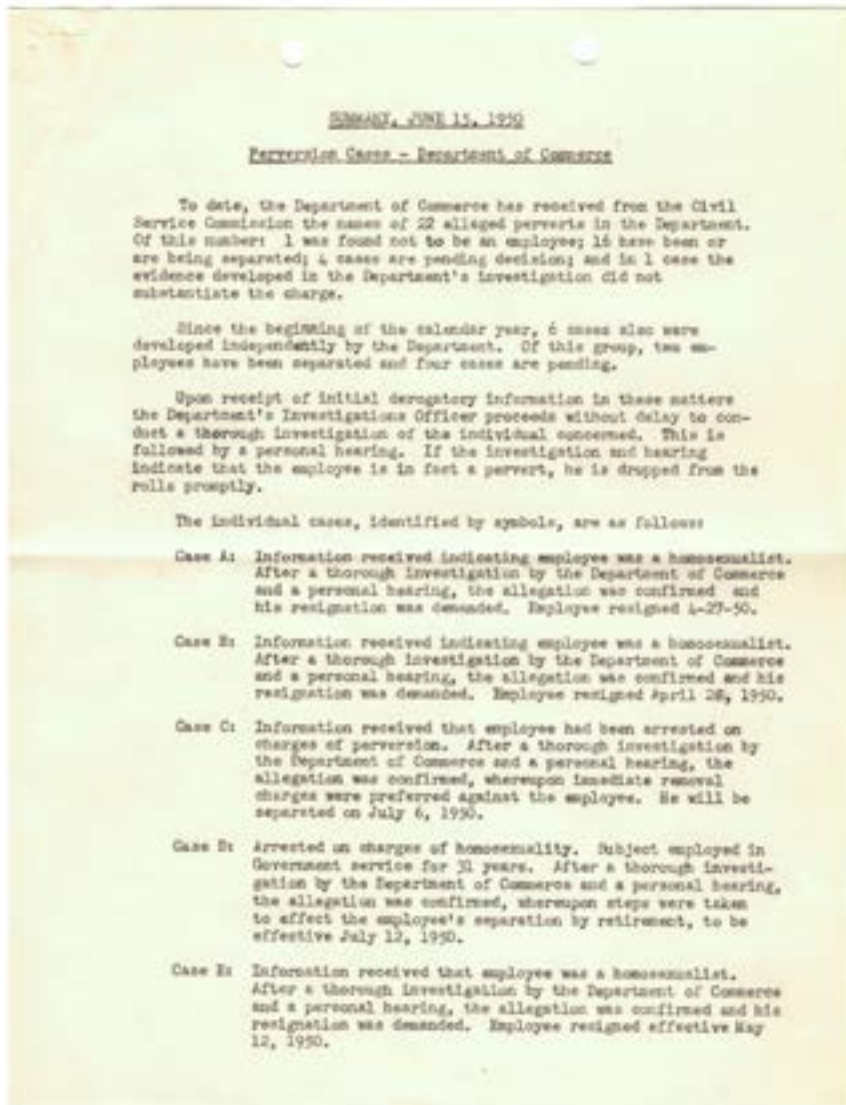 SUMMARY, JUNE 15, 1950
Perversion Cases - Department of Commerce
To date, the Department of Commerce has received from the Civil
Service Commission the names of 22 alleged perverts in the Department.
Of this number: 1 was found not to be an employee; 16 have been or
are being separated; 4 cases are pending decision; and in 1 case the
evidence developed in the Department's investigation did not
substantiate the charge.
Since the beginning of the calendar year, 6 cases also were
developed independently by the Department. Of this group, two em-
ployees have been separated and four cases are pending.
Upon receipt of initial derogatory information in these matters
the Department's Investigations Officer proceeds without delay to con-
duct a thorough investigation of the individual concerned. This is
followed by a personal hearing. If the investigation and hearing
indicate that the employee is in fact a pervert, he is dropped from the
rolls promptly.
The individual cases, identified by symbols, are as follows:
Case A: Information received indicating employee was a homosexualist.
After a thorough investigation by the Department of Commerce
and a personal hearing, the allegation was confirmed and
his resignation was demanded. Employee resigned 4-27-50.
Case B: Information received indicating employee was a homosexualist.
After a thorough investigation by the Department of Commerce
and a personal hearing, the allegation was confirmed and his
resignation was demanded. Employee resigned April 28, 1950.
Case C: Information received that employee had been arrested on
charges of perversion. After a thorough investigation by
the Department of Commerce and a personal hearing, the
allegation was confirmed, whereupon immediate removal
charges were preferred against the employee. He will be
separated on July 6, 1950.
Case D: Arrested on charges of homosexuality. Subject employed in
Government service for 31 years. After a thorough investi-
gation by the Department of Commerce and a personal hearing,
the allegation was confirmed, whereupon steps were taken
to effect the employee's separation by retirement, to be
effective July 12, 1950.
Case E: Information received that employee was a homosexualist.
After a thorough investigation by the Department of Commerce
and a personal hearing, the allegation was confirmed and his
resignation was demanded. Employee resigned effective May
12, 1950.